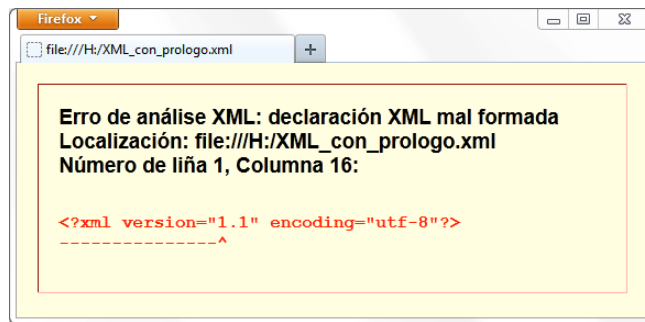 Firefox
file:///H:/XML_con_prologo.xml
Erro de análise XML: declaración XML mal formada
Localización: file:///H:/XML_con_prologo.xml
Número de liña 1, Columna 16:
<?xml version="1.1" encoding="utf-8"?>
---------------^